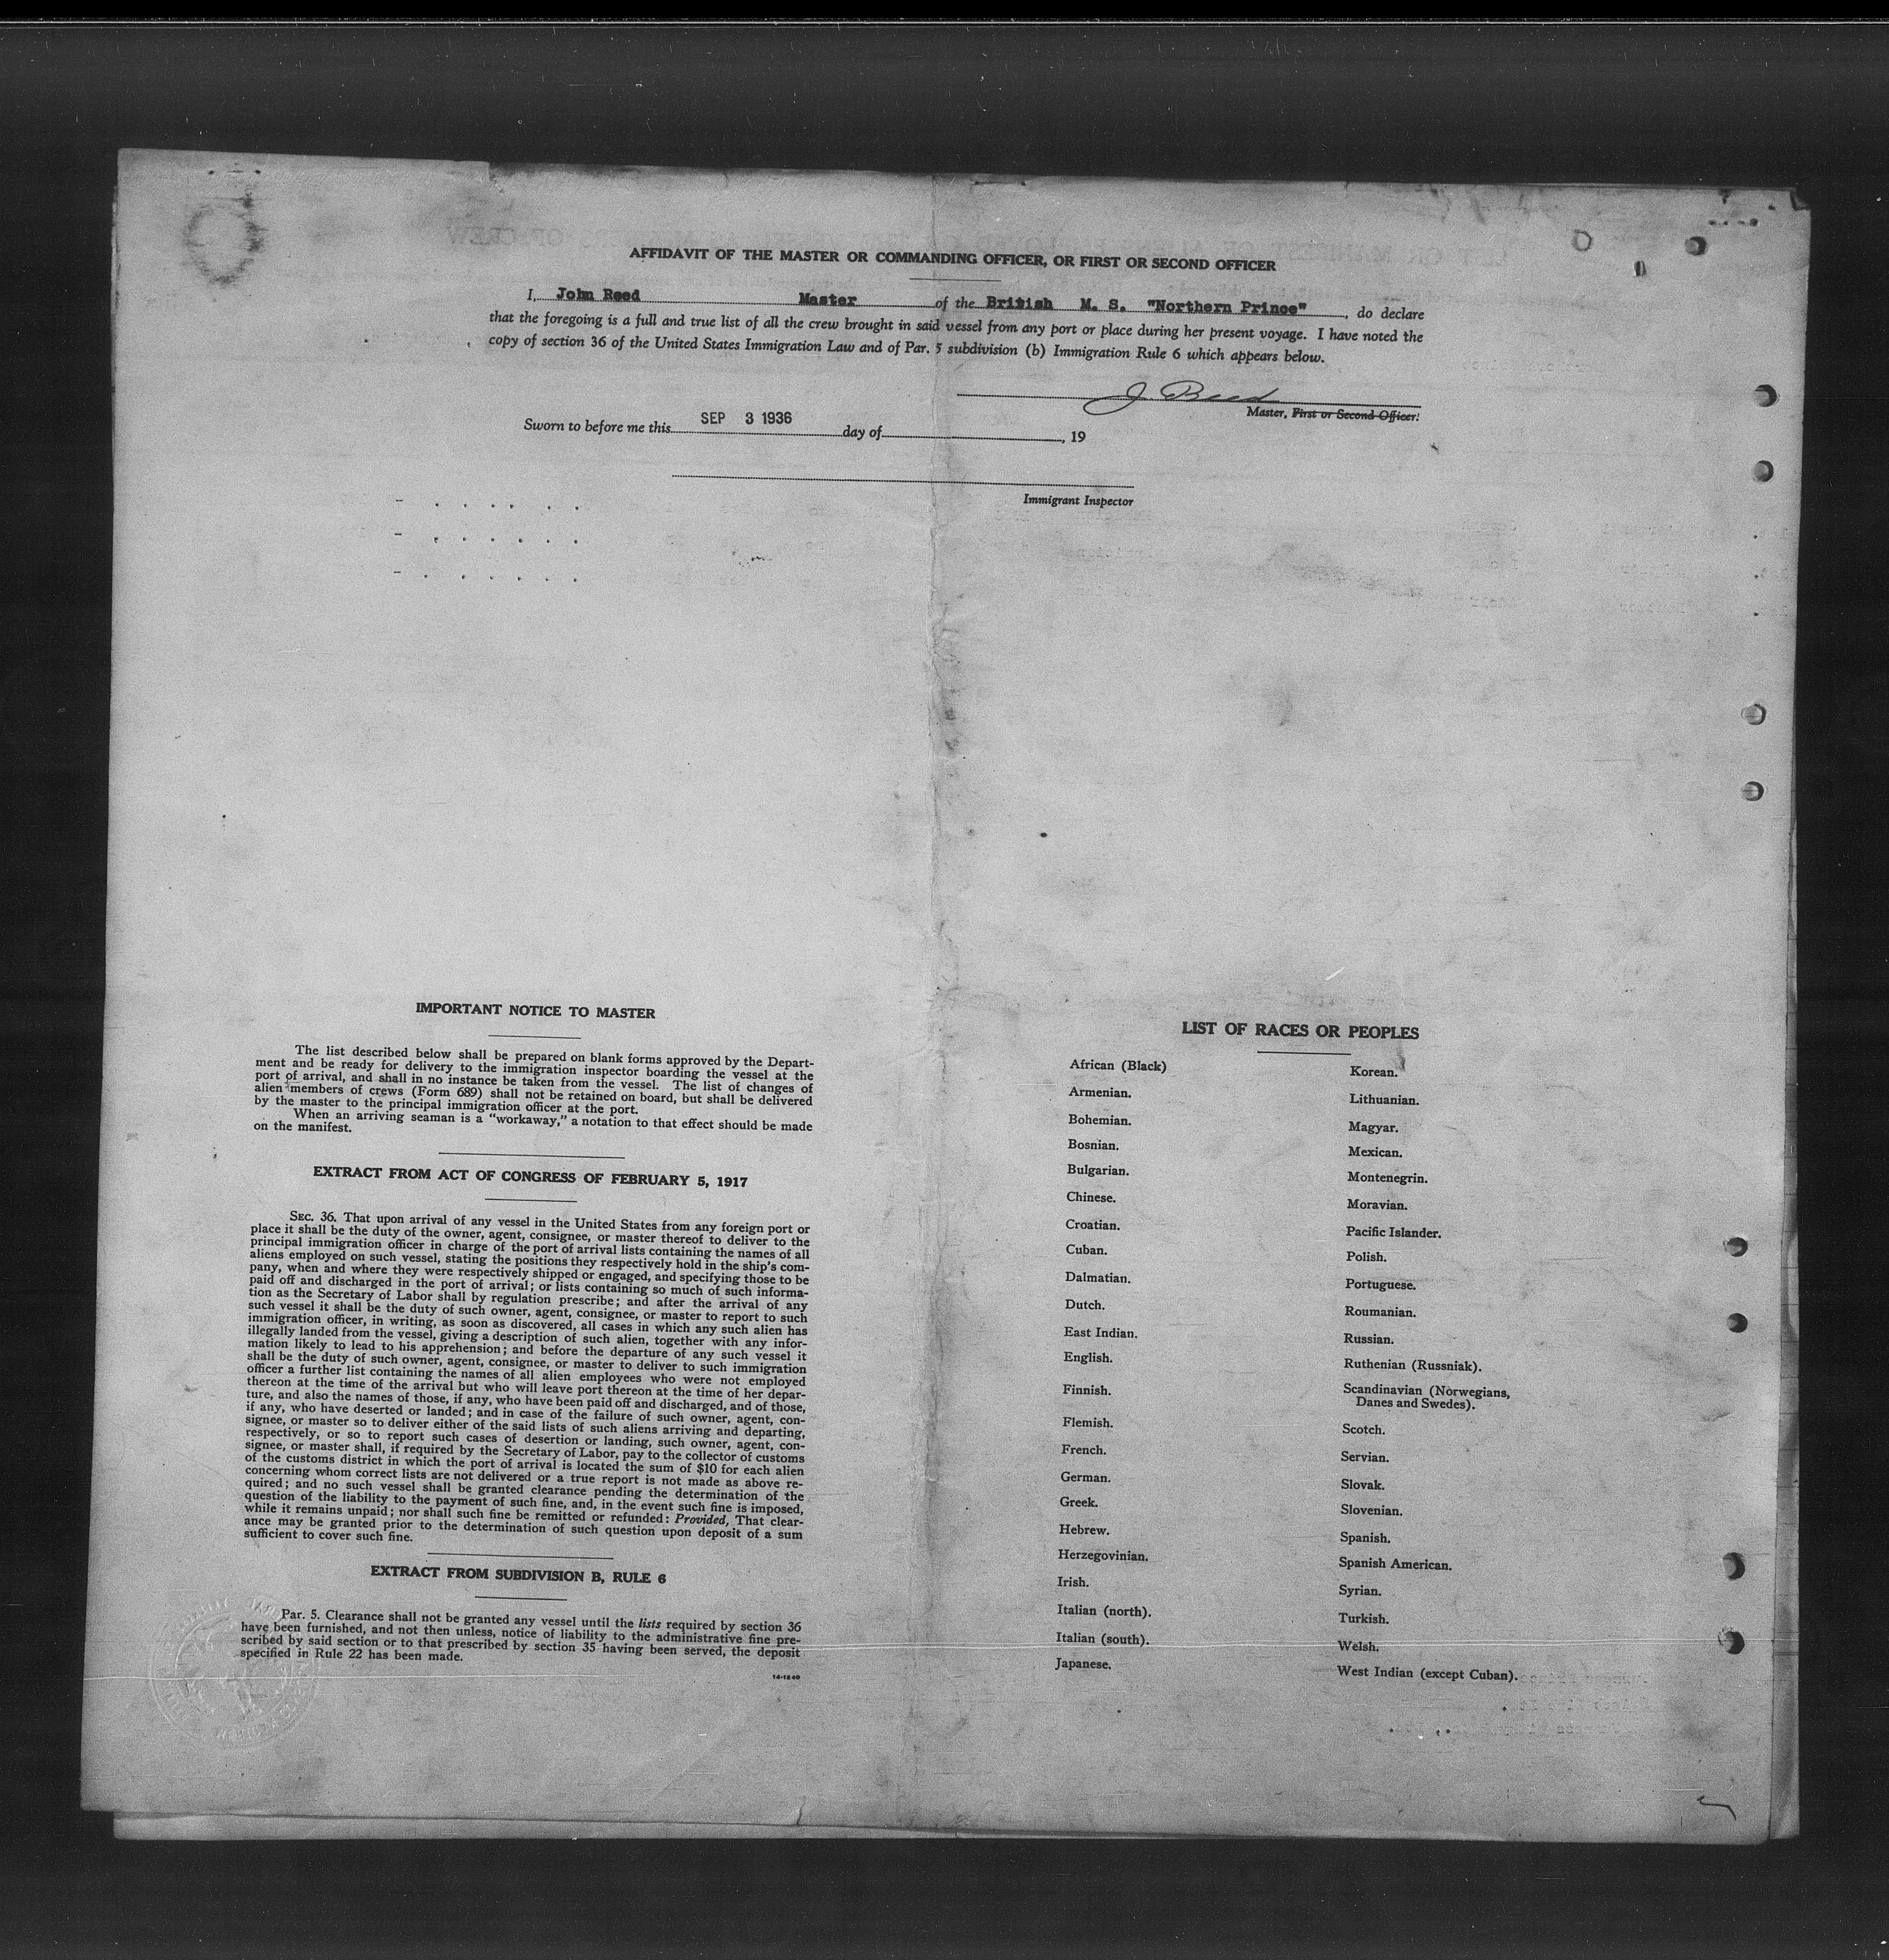 AFFIDAVIT OF THE MASTER OR COMMANDING OFFICER, OR FIRST OR SECOND OFFICER
I, John Reed Master of the British M. S. "Northern Prince", do declare
that the foregoing is a full and true list of all the crew brought in said vessel from any port or place during her present voyage. I have noted the
copy of section 36 of the United States Immigration Law and of Par. 5 subdivision (b) Immigration Rule 6 which appears below.
J. Reed
Master, First or Second Officer.
Sworn to before me this SEP 3 1936 day of , 19
Immigrant Inspector
IMPORTANT NOTICE TO MASTER
The list described below shall be prepared on blank forms approved by the Depart-
ment and be ready for delivery to the immigration inspector boarding the vessel at the
port of arrival, and shall in no instance be taken from the vessel. The list of changes of
alien members of crews (Form 689) shall not be retained on board, but shall be delivered
by the master to the principal immigration officer at the port.
When an arriving seaman is a "workaway," a notation to that effect should be made
on the manifest.
EXTRACT FROM ACT OF CONGRESS OF FEBRUARY 5, 1917
SEC. 36. That upon arrival of any vessel in the United States from any foreign port or
place it shall be the duty of the owner, agent, consignee, or master thereof to deliver to the
principal immigration officer in charge of the port of arrival lists containing the names of all
aliens employed on such vessel, stating the positions they respectively hold in the ship's com-
pany, when and where they were respectively shipped or engaged, and specifying those to be
paid off and discharged in the port of arrival; or lists containing so much of such informa-
tion as the Secretary of Labor shall by regulation prescribe; and after the arrival of any
such vessel it shall be the duty of such owner, agent, consignee, or master to report to such
immigration officer, in writing, as soon as discovered, all cases in which any such alien has
illegally landed from the vessel, giving a description of such alien, together with any infor-
mation likely to lead to his apprehension; and before the departure of any such vessel it
shall be the duty of such owner, agent, consignee, or master to deliver to such immigration
officer a further list containing the names of all alien employees who were not employed
thereon at the time of the arrival but who will leave port thereon at the time of her depar-
ture, and also the names of those, if any, who have been paid off and discharged, and of those,
if any, who have deserted or landed; and in case of the failure of such owner, agent, con-
signee, or master so to deliver either of the said lists of such aliens arriving and departing,
respectively, or so to report such cases of desertion or landing, such owner, agent, con-
signee, or master shall, if required by the Secretary of Labor, pay to the collector of customs
of the customs district in which the port of arrival is located the sum of $10 for each alien
concerning whom correct lists are not delivered or a true report is not made as above re-
quired; and no such vessel shall be granted clearance pending the determination of the
question of the liability to the payment of such fine, and, in the event such fine is imposed,
while it remains unpaid; nor shall such fine be remitted or refunded: Provided, That clear-
ance may be granted prior to the determination of such question upon deposit of a sum
sufficient to cover such fine.
EXTRACT FROM SUBDIVISION B, RULE 6
Par. 5. Clearance shall not be granted any vessel until the lists required by section 36
have been furnished, and not then unless, notice of liability to the administrative fine pre-
scribed by said section or to that prescribed by section 35 having been served, the deposit
specified in Rule 22 has been made.
14-1240
LIST OF RACES OR PEOPLES
African (Black)
Armenian.
Bohemian.
Bosnian.
Bulgarian.
Chinese.
Croatian.
Cuban.
Dalmatian.
Dutch.
East Indian.
English.
Finnish.
Flemish.
French.
German.
Greek.
Hebrew.
Herzegovinian.
Irish.
Italian (north).
Italian (south).
Japanese.
Korean.
Lithuanian.
Magyar.
Mexican.
Montenegrin.
Moravian.
Pacific Islander.
Polish.
Portuguese.
Roumanian.
Russian.
Ruthenian (Russniak).
Scandinavian (Norwegians,
Danes and Swedes).
Scotch.
Servian.
Slovak.
Slovenian.
Spanish.
Spanish American.
Syrian.
Turkish.
Welsh.
West Indian (except Cuban).